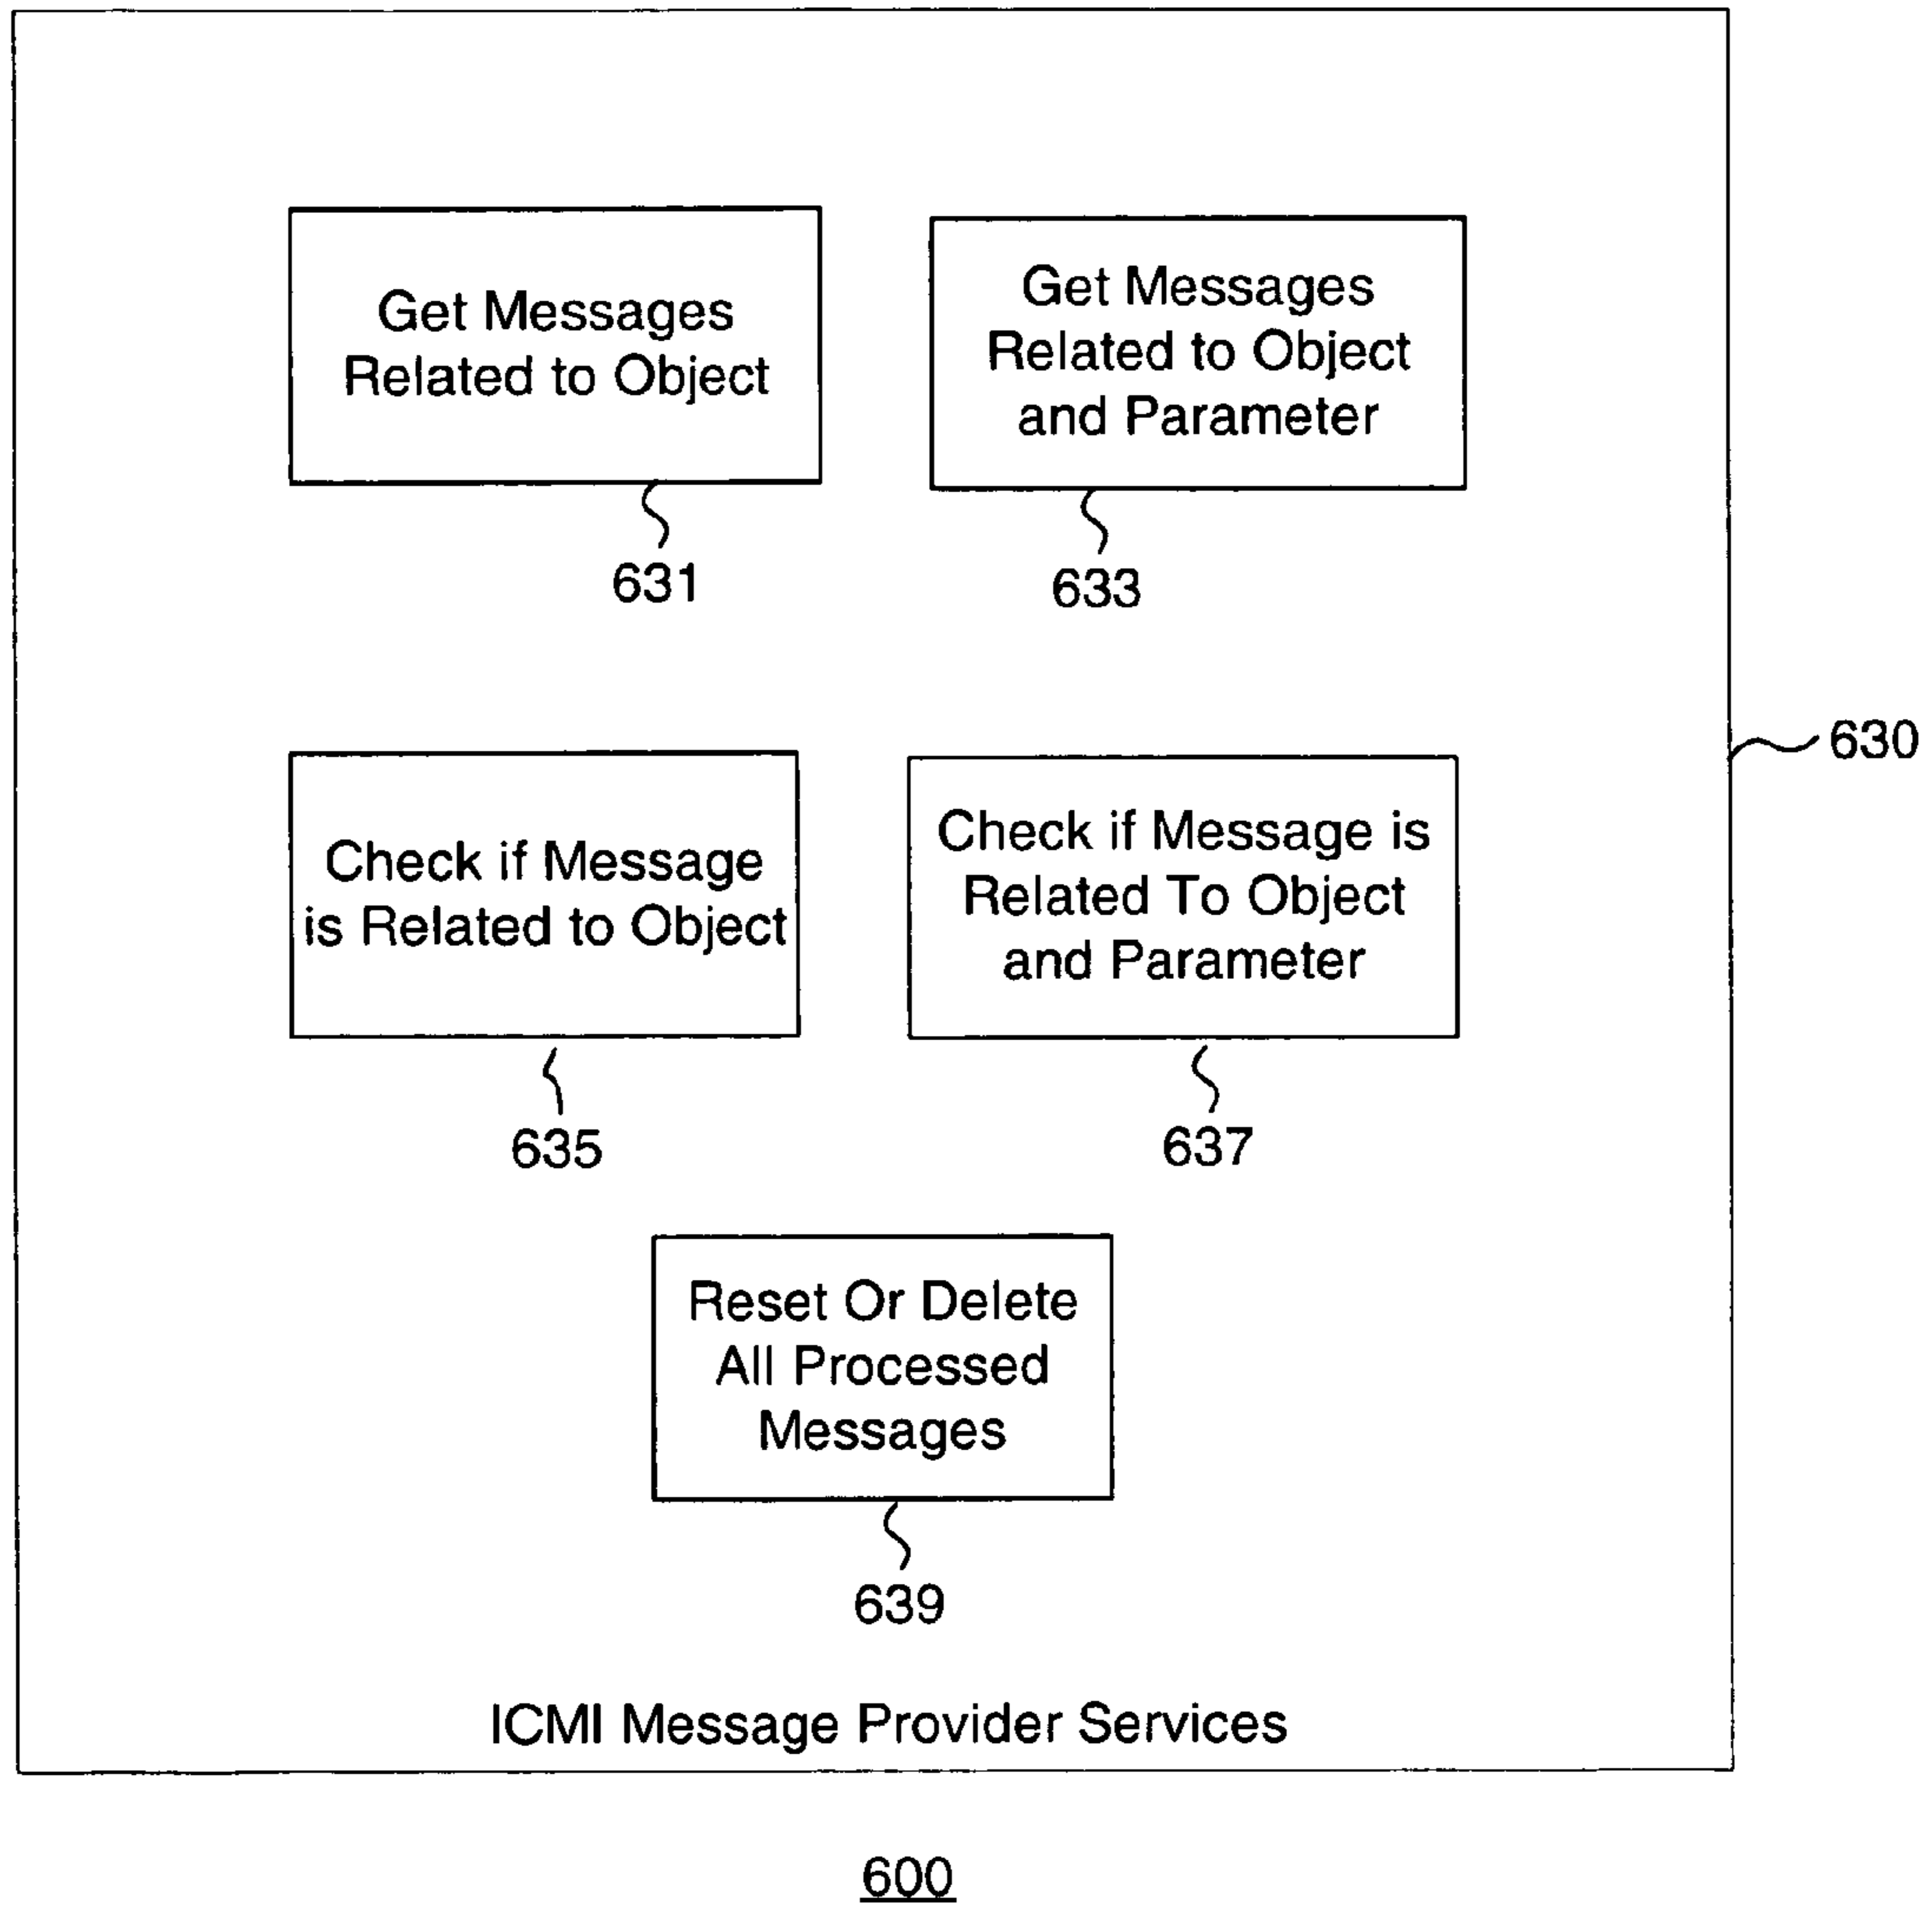 Get Messages
Related to Object
631
Get Messages
Related to Object
and Parameter
633
630
Check if Message
is Related to Object
635
Check if Message is
Related To Object
and Parameter
637
Reset Or Delete
All Processed
Messages
639
ICMI Message Provider Services
600